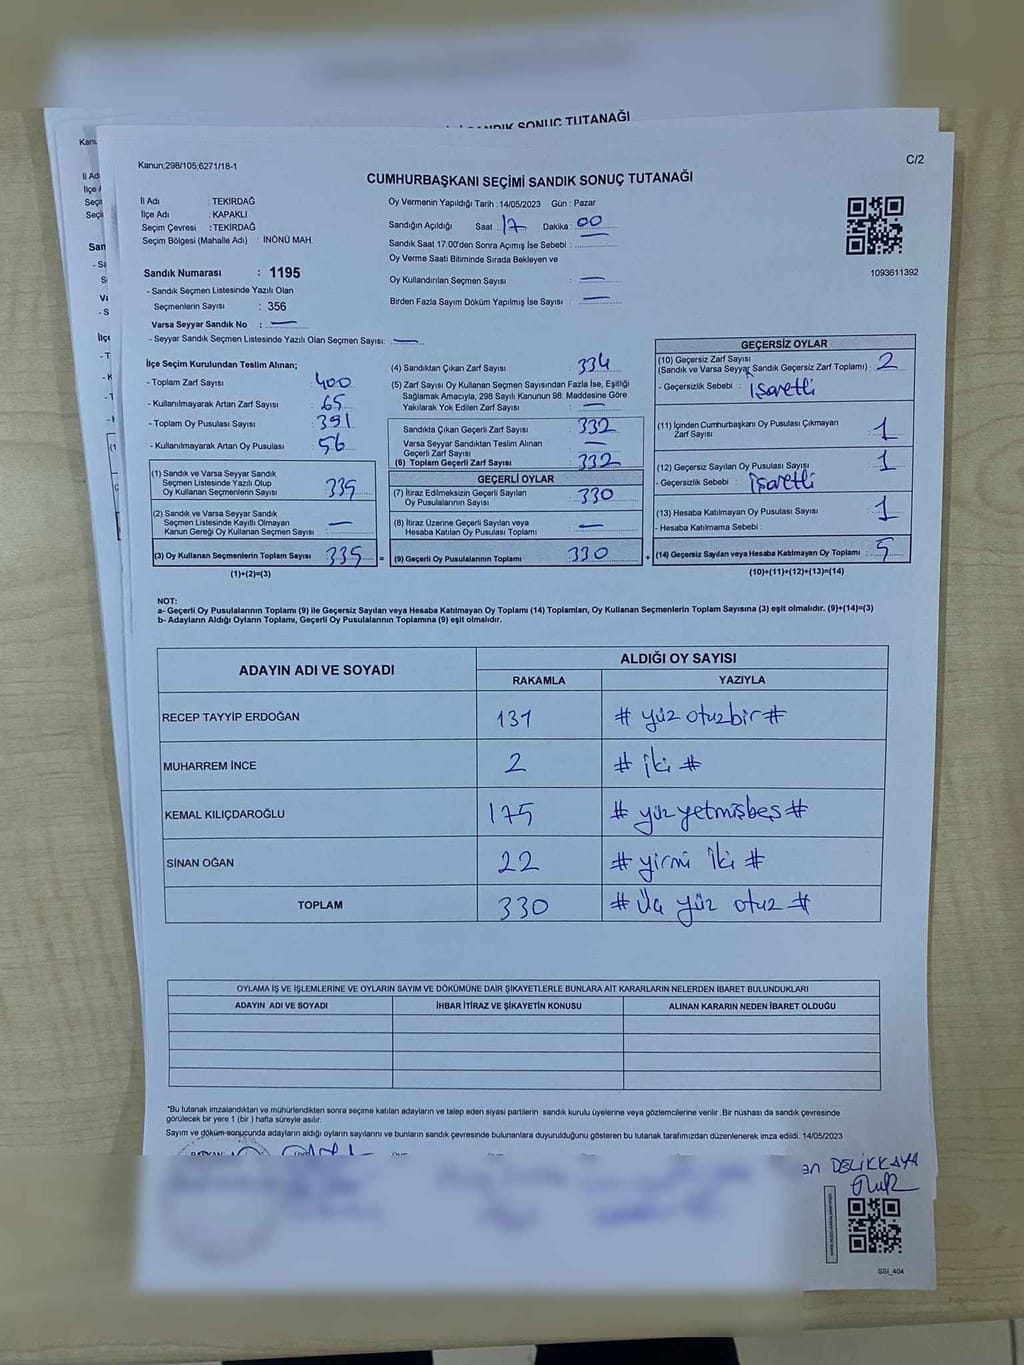 SANDIK SONUÇ TUTANAĞI
Kanun;298/105;6271/18-1
C/2
CUMHURBAŞKANI SEÇİMİ SANDIK SONUÇ TUTANAĞI
İl Adı : TEKİRDAĞ
İlçe Adı : KAPAKLI
Seçim Çevresi : TEKİRDAĞ
Seçim Bölgesi (Mahalle Adı) : İNÖNÜ MAH.
Sandık Numarası : 1195
- Sandık Seçmen Listesinde Yazılı Olan
Seçmenlerin Sayısı : 356
Varsa Seyyar Sandık No : —
- Seyyar Sandık Seçmen Listesinde Yazılı Olan Seçmen Sayısı: —
Oy Vermenin Yapıldığı Tarih : 14/05/2023 Gün : Pazar
Sandığın Açıldığı Saat : 17 Dakika : 00
Sandık Saat 17:00'den Sonra Açımış İse Sebebi : —
Oy Verme Saati Bitiminde Sırada Bekleyen ve
Oy Kullandırılan Seçmen Sayısı : —
Birden Fazla Sayım Döküm Yapılmış İse Sayısı : —
1093611392
İlçe Seçim Kurulundan Teslim Alınan;
- Toplam Zarf Sayısı : 400
- Kullanılmayarak Artan Zarf Sayısı : 65
- Toplam Oy Pusulası Sayısı : 391
- Kullanılmayarak Artan Oy Pusulası : 56
(1) Sandık ve Varsa Seyyar Sandık
Seçmen Listesinde Yazılı Olup
Oy Kullanan Seçmenlerin Sayısı : 335
(2) Sandık ve Varsa Seyyar Sandık
Seçmen Listesinde Kayıtlı Olmayan
Kanun Gereği Oy Kullanan Seçmen Sayısı : —
(3) Oy Kullanan Seçmenlerin Toplam Sayısı : 335 =
(1)+(2)=(3)
(4) Sandıktan Çıkan Zarf Sayısı : 334
(5) Zarf Sayısı Oy Kullanan Seçmen Sayısından Fazla İse, Eşitliği
Sağlamak Amacıyla, 298 Sayılı Kanunun 98. Maddesine Göre
Yakılarak Yok Edilen Zarf Sayısı : —
Sandıkta Çıkan Geçerli Zarf Sayısı : 332
Varsa Seyyar Sandıktan Teslim Alınan
Geçerli Zarf Sayısı : —
(6) Toplam Geçerli Zarf Sayısı : 332
GEÇERLİ OYLAR
(7) İtiraz Edilmeksizin Geçerli Sayılan
Oy Pusulalarının Sayısı : 330
(8) İtiraz Üzerine Geçerli Sayılan veya
Hesaba Katılan Oy Pusulası Toplamı : —
(9) Geçerli Oy Pusulalarının Toplamı : 330 +
GEÇERSİZ OYLAR
(10) Geçersiz Zarf Sayısı
(Sandık ve Varsa Seyyar Sandık Geçersiz Zarf Toplamı) : 2
- Geçersizlik Sebebi : işaretli
(11) İçinden Cumhurbaşkanı Oy Pusulası Çıkmayan
Zarf Sayısı : 1
(12) Geçersiz Sayılan Oy Pusulası Sayısı : 1
- Geçersizlik Sebebi : işaretli
(13) Hesaba Katılmayan Oy Pusulası Sayısı : 1
- Hesaba Katılmama Sebebi :
(14) Geçersiz Sayılan veya Hesaba Katılmayan Oy Toplamı : 5
(10)+(11)+(12)+(13)=(14)
NOT:
a- Geçerli Oy Pusulalarının Toplamı (9) ile Geçersiz Sayılan veya Hesaba Katılmayan Oy Toplamı (14) Toplamları, Oy Kullanan Seçmenlerin Toplam Sayısına (3) eşit olmalıdır. (9)+(14)=(3)
b- Adayların Aldığı Oyların Toplamı, Geçerli Oy Pusulalarının Toplamına (9) eşit olmalıdır.
ADAYIN ADI VE SOYADI
ALDIĞI OY SAYISI
RAKAMLA YAZIYLA
RECEP TAYYİP ERDOĞAN 131 # yüz otuzbir #
MUHARREM İNCE 2 # iki #
KEMAL KILIÇDAROĞLU 175 # yüz yetmişbeş #
SİNAN OĞAN 22 # yirmi iki #
TOPLAM 330 # Üç yüz otuz #
OYLAMA İŞ VE İŞLEMLERINE VE OYLARIN SAYIM VE DÖKÜMÜNE DAİR ŞİKAYETLERLE BUNLARA AİT KARARLARIN NELERDEN İBARET BULUNDUKLARI
ADAYIN ADI VE SOYADI İHBAR İTİRAZ VE ŞİKAYETİN KONUSU ALINAN KARARIN NEDEN İBARET OLDUĞU
*Bu tutanak imzalandıktan ve mühürlendikten sonra seçime katılan adayların ve talep eden siyasi partilerin sandık kurulu üyelerine veya gözlemcilerine verilir .Bir nüshası da sandık çevresinde
görülecek bir yere 1 (bir ) hafta süreyle asılır.
Sayım ve döküm sonucunda adayların aldığı oyların sayılarını ve bunların sandık çevresinde bulunanlara duyurulduğunu gösteren bu tutanak tarafımızdan düzenlenerek imza edildi. 14/05/2023
an DELİKKAYA
SSİ_404